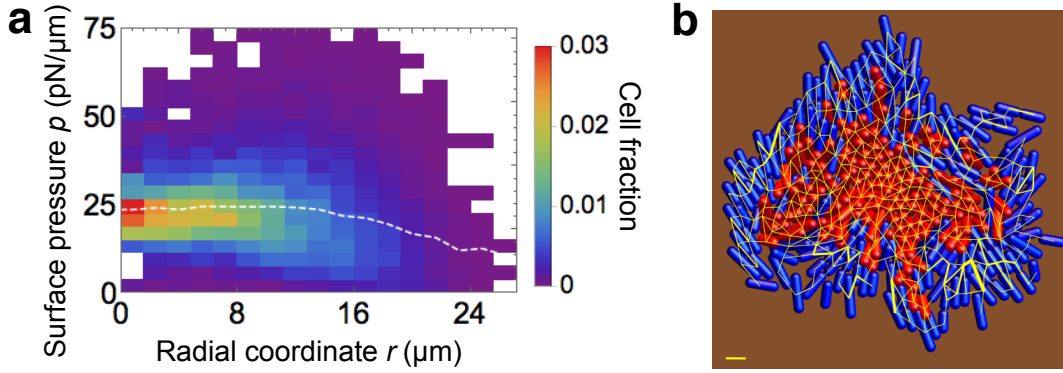 a
Surface pressure p (pN/µm)
75
50
25
0
0
8
16
24
Radial coordinate r (µm)
0.03
0.02
0.01
0
Cell fraction
b